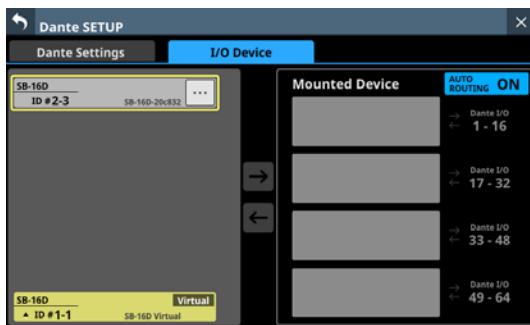 Dante SETUP
Dante Settings
I/O Device
SB-16D
ID #2-3
SB-16D-20c832
...
SB-16D
Virtual
ID #1-1
SB-16D Virtual
Mounted Device
AUTO ROUTING ON
Dante I/O
1 - 16
Dante I/O
17 - 32
Dante I/O
33 - 48
Dante I/O
49 - 64